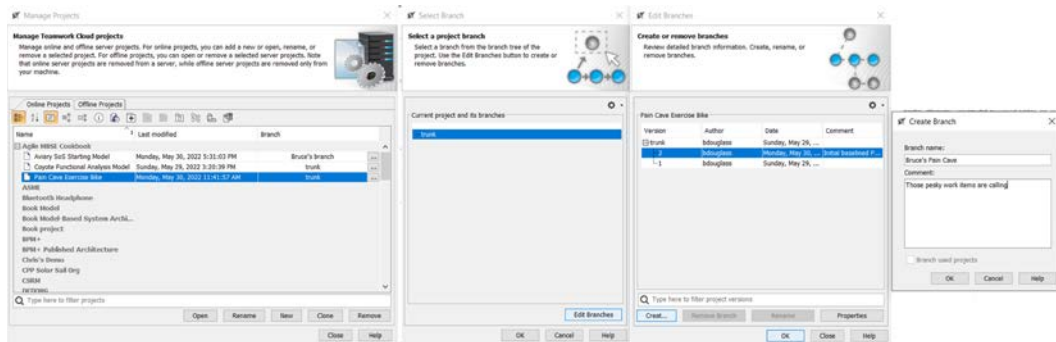 Manage Projects
Manage Teamwork Cloud projects
Manage online and offline server projects. For online projects, you can add a new or open, rename, or
remove a selected project. For offline projects, you can open or remove a selected server projects. Note
that online server projects are removed from a server, while offline server projects are removed only from
your machine.
Online Projects Offline Projects
Name Last modified Branch
Agile MBSE Cookbook
Aviary SoS Starting Model Monday, May 30, 2022 5:31:03 PM Bruce's branch ...
Coyote Functional Analysis Model Sunday, May 29, 2022 3:20:39 PM trunk ...
Pain Cave Exercise Bike Monday, May 30, 2022 11:41:57 AM trunk ...
ASME
Bluetooth Headphone
Book Model
Book Model-Based System Archi...
Book project
BPM+
BPM+ Published Architecture
Chris's Demo
CPP Solar Sail Org
CSRM
Type here to filter projects
Open Rename New Clone Remove
Close Help
Select Branch
Select a project branch
Select a branch from the branch tree of the
project. Use the Edit Branches button to create or
remove branches.
Current project and its branches
trunk
Edit Branches
OK Cancel Help
Edit Branches
Create or remove branches
Review detailed branch information. Create, rename, or
remove branches.
Pain Cave Exercise Bike
Version Author Date Comment
trunk bdouglass Sunday, May 29, ...
2 bdouglass Monday, May 30, ... Initial baselined P...
1 bdouglass Sunday, May 29, ...
Type here to filter project versions
Creat... Remove Branch Rename Properties
OK Close Help
Create Branch
Branch name:
Bruce's Pain Cave
Comment:
Those pesky work items are calling
Branch used projects
OK Cancel Help